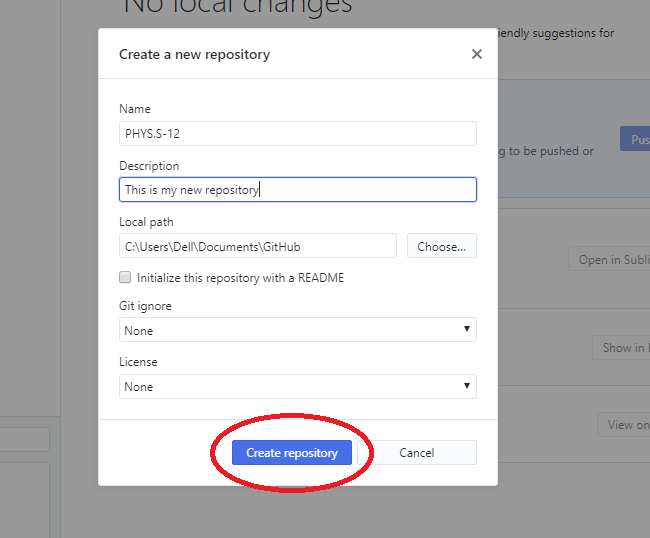 No local changes
iendly suggestions for
Create a new repository
Name
PHYS.S-12
g to be pushed or
Pus
Description
This is my new repository
Local path
C:\Users\Dell\Documents\GitHub
Choose...
Open in Subli
Initialize this repository with a README
Git ignore
None
Show in
License
None
View on
Create repository
Cancel